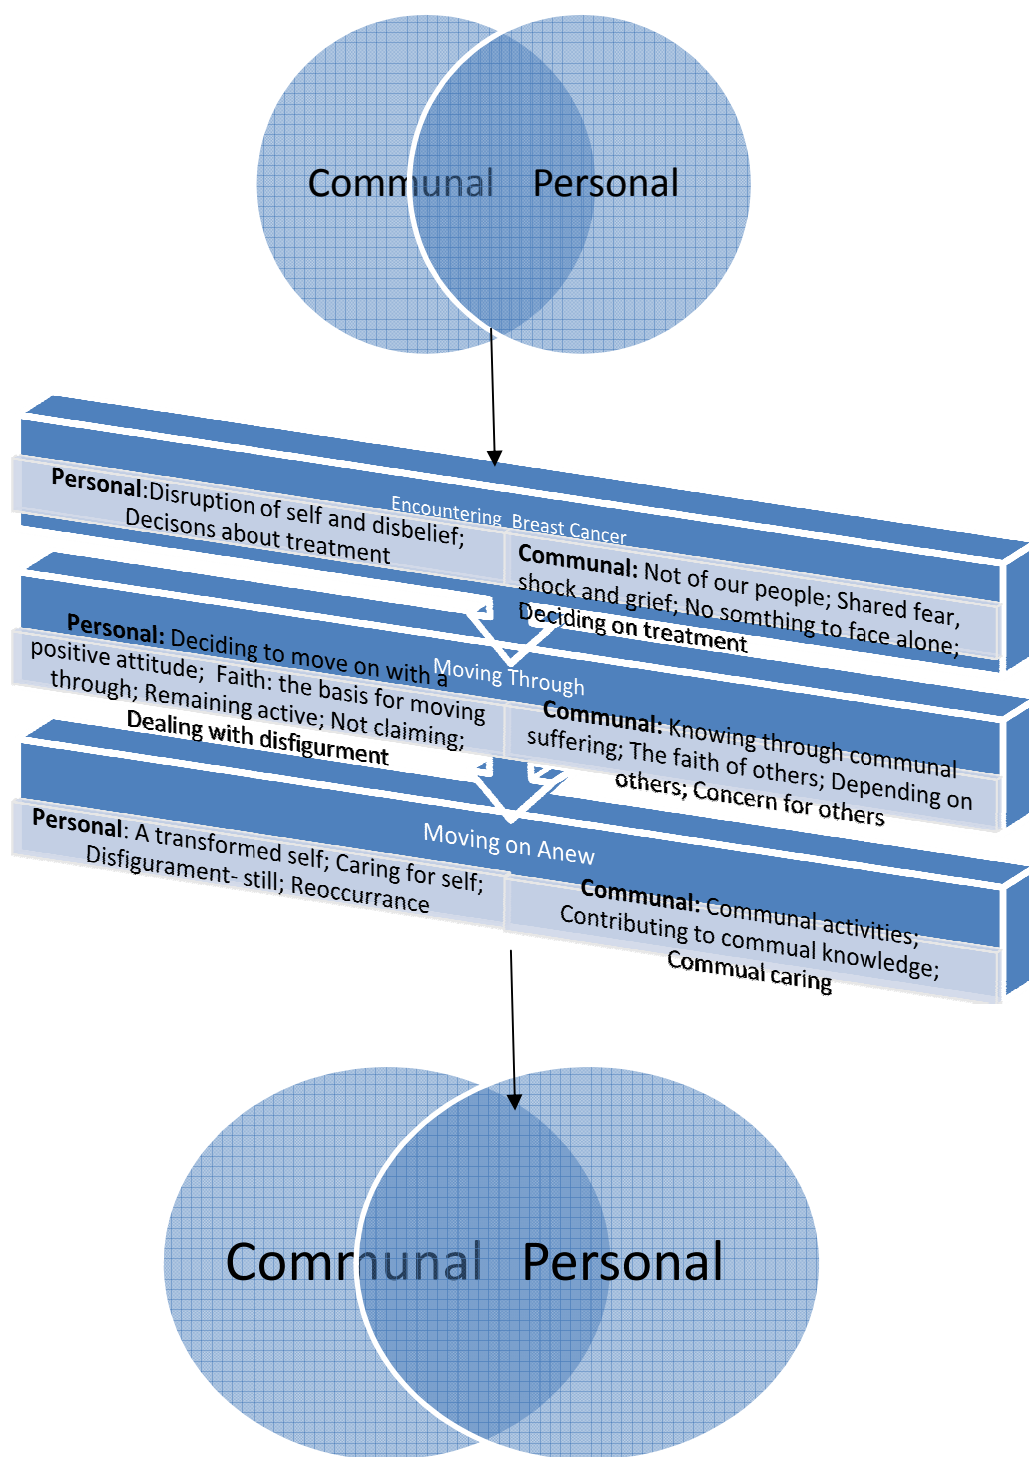 Communal Personal
Encountering Breast Cancer
Personal:Disruption of self and disbelief;
Decisons about treatment
Communal: Not of our people; Shared fear,
shock and grief; No somthing to face alone;
Deciding on treatment
Moving Through
Personal: Deciding to move on with a
positive attitude; Faith: the basis for moving
through; Remaining active; Not claiming;
Dealing with disfigurment
Communal: Knowing through communal
suffering; The faith of others; Depending on
others; Concern for others
Moving on Anew
Personal: A transformed self; Caring for self;
Disfigurament- still; Reoccurrance
Communal: Communal activities;
Contributing to commual knowledge;
Commual caring
Communal Personal